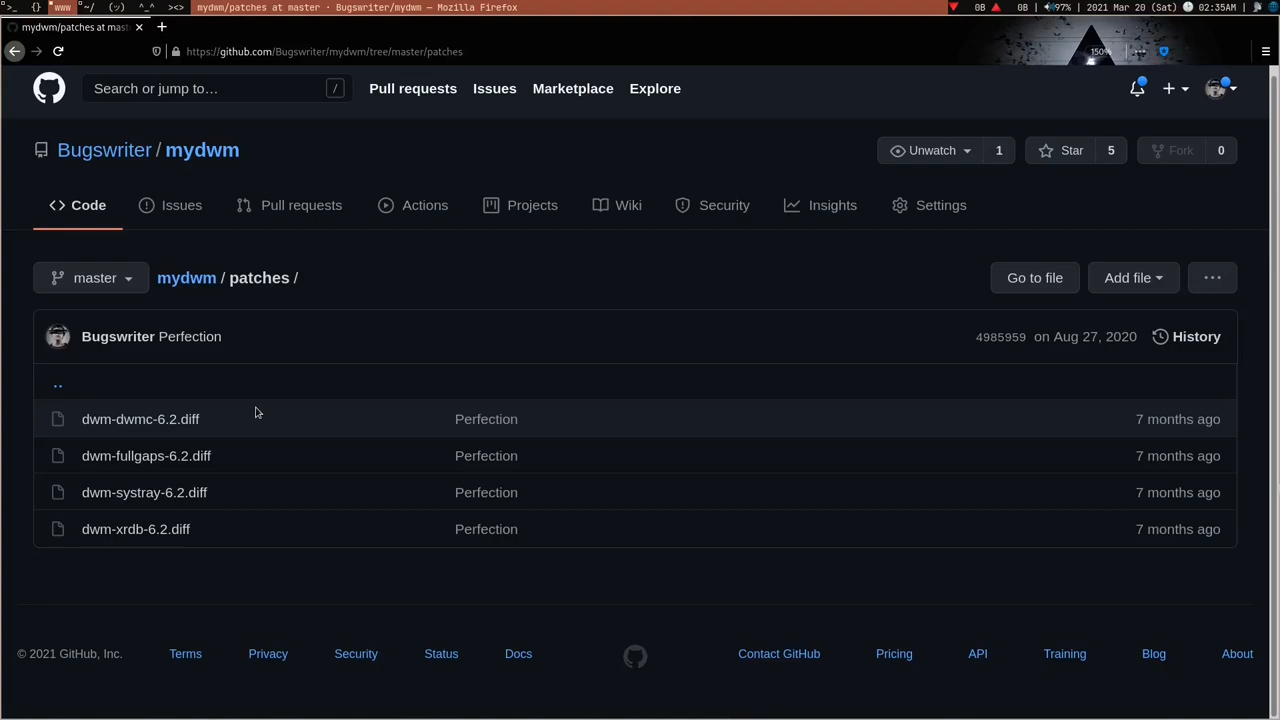 >_ {} www ~/ (ッ) ^_^ ><> mydwm/patches at master · Bugswriter/mydwm — Mozilla Firefox 0B 0B 97% 2021 Mar 20 (Sat) 02:35AM
mydwm/patches at mast
https://github.com/Bugswriter/mydwm/tree/master/patches 150%
Search or jump to… / Pull requests Issues Marketplace Explore
Bugswriter / mydwm Unwatch 1 Star 5 Fork 0
Code Issues Pull requests Actions Projects Wiki Security Insights Settings
master mydwm / patches / Go to file Add file ···
Bugswriter Perfection 4985959 on Aug 27, 2020 History
..
dwm-dwmc-6.2.diff Perfection 7 months ago
dwm-fullgaps-6.2.diff Perfection 7 months ago
dwm-systray-6.2.diff Perfection 7 months ago
dwm-xrdb-6.2.diff Perfection 7 months ago
© 2021 GitHub, Inc. Terms Privacy Security Status Docs Contact GitHub Pricing API Training Blog About